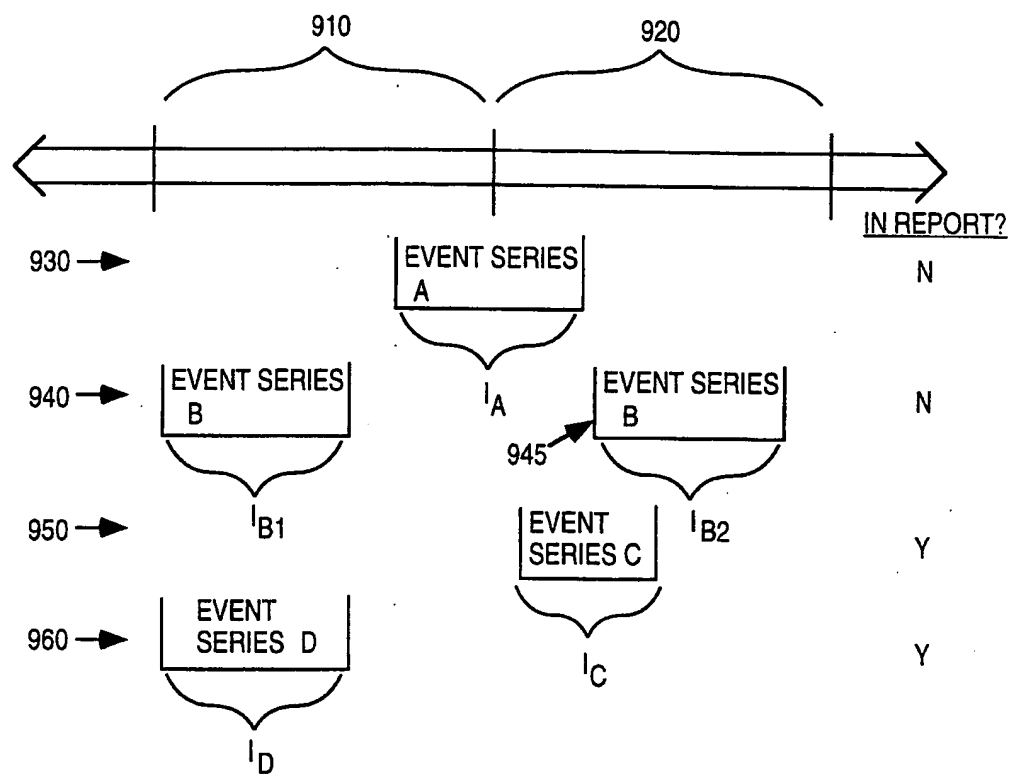 910
920
IN REPORT?
930
EVENT SERIES
A
N
I_A
940
EVENT SERIES
B
EVENT SERIES
B
N
945
I_B1
I_B2
950
EVENT
SERIES C
Y
I_C
960
EVENT
SERIES D
Y
I_D